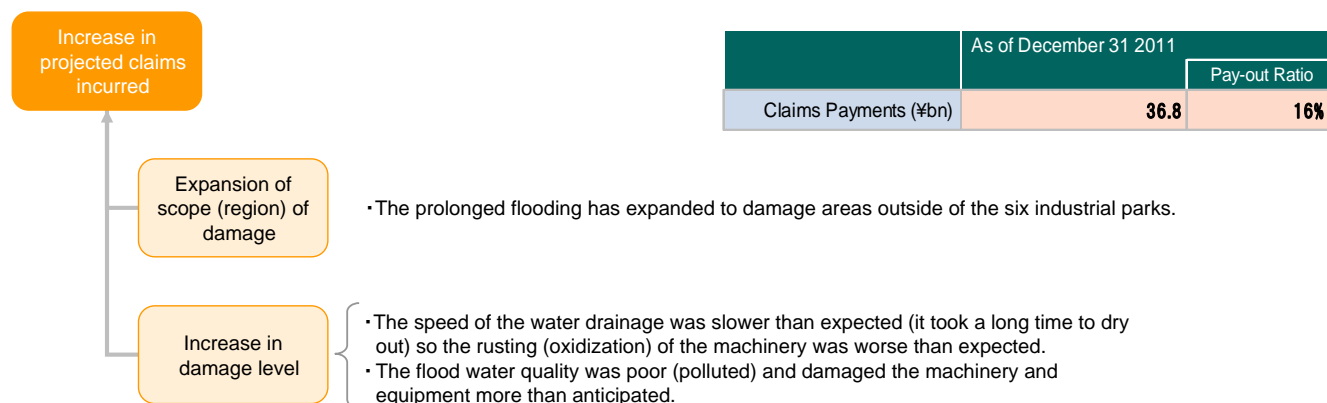 Increase in
projected claims
incurred
As of December 31 2011
Pay-out Ratio
Claims Payments (¥bn) 36.8 16%
Expansion of
scope (region) of
damage
・The prolonged flooding has expanded to damage areas outside of the six industrial parks.
Increase in
damage level
・The speed of the water drainage was slower than expected (it took a long time to dry
out) so the rusting (oxidization) of the machinery was worse than expected.
・The flood water quality was poor (polluted) and damaged the machinery and
equipment more than anticipated.